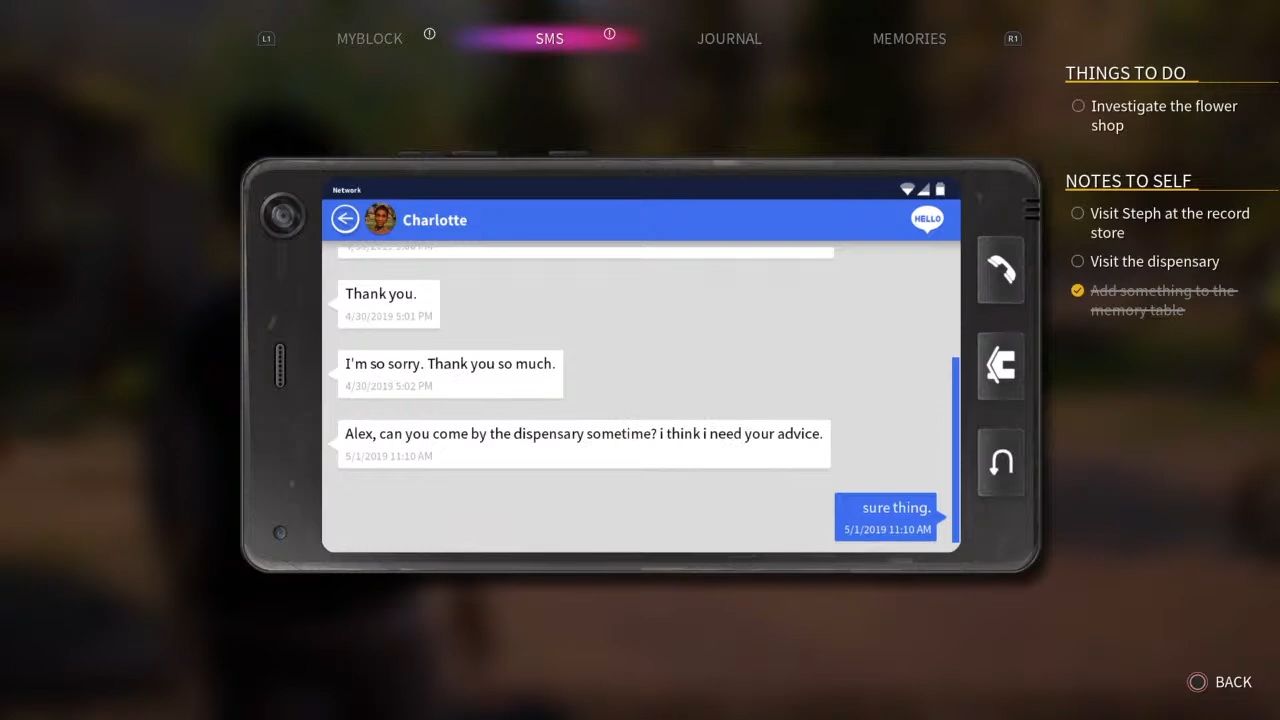 L1
MYBLOCK
SMS
JOURNAL
MEMORIES
R1
THINGS TO DO
Investigate the flower
shop
NOTES TO SELF
Visit Steph at the record
store
Visit the dispensary
Add something to the
memory table
Network
Charlotte
HELLO
Thank you.
4/30/2019 5:01 PM
I'm so sorry. Thank you so much.
4/30/2019 5:02 PM
Alex, can you come by the dispensary sometime? i think i need your advice.
5/1/2019 11:10 AM
sure thing.
5/1/2019 11:10 AM
BACK